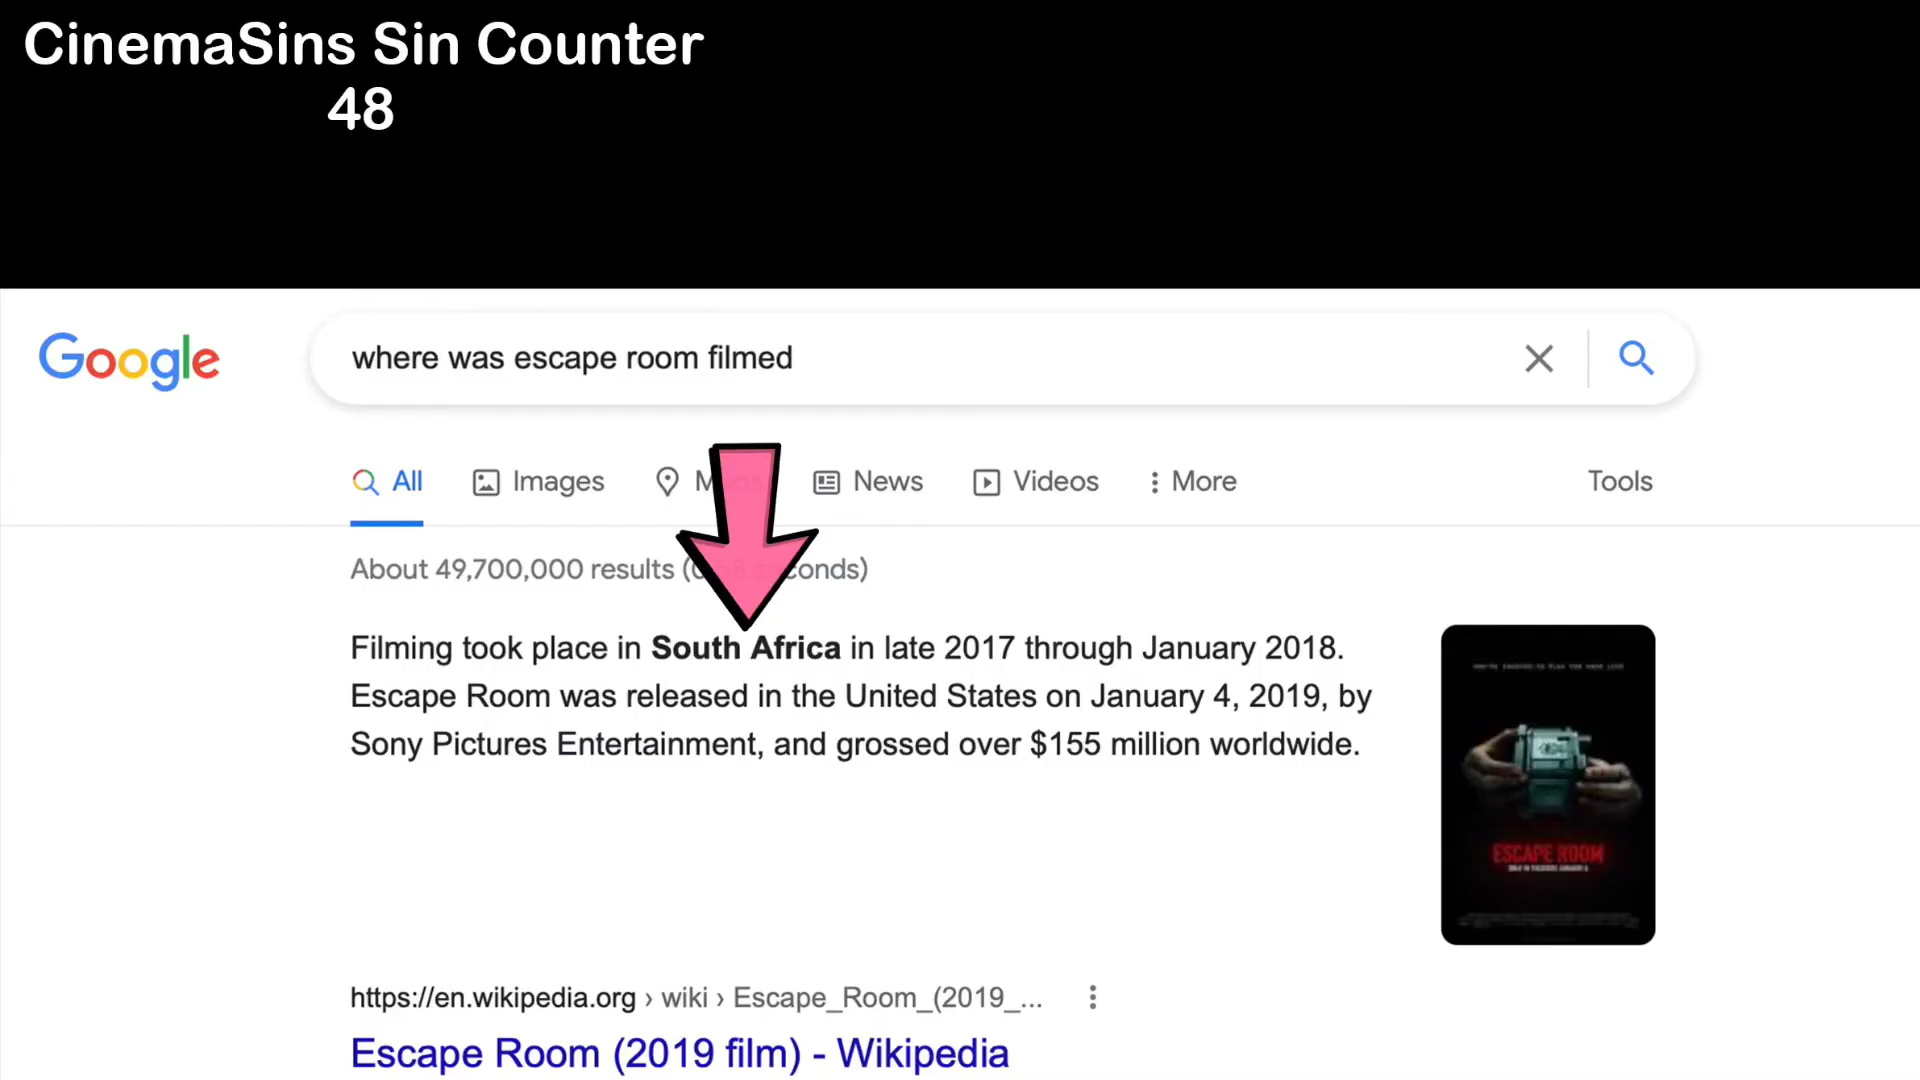 CinemaSins Sin Counter
48
Google
where was escape room filmed
All Images News Videos More Tools
About 49,700,000 results
Filming took place in South Africa in late 2017 through January 2018.
Escape Room was released in the United States on January 4, 2019, by
Sony Pictures Entertainment, and grossed over $155 million worldwide.
ESCAPE ROOM
https://en.wikipedia.org › wiki › Escape_Room_(2019_...
Escape Room (2019 film) - Wikipedia